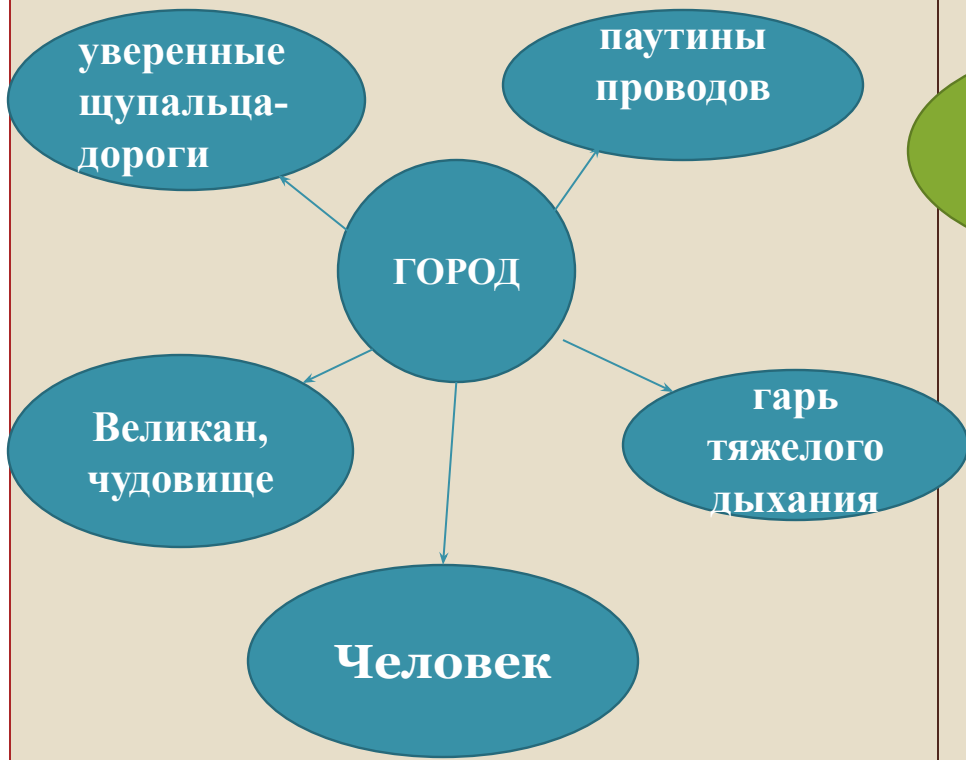 уверенные
щупальца-
дороги
паутины
проводов
ГОРОД
Великан,
чудовище
гарь
тяжелого
дыхания
Человек